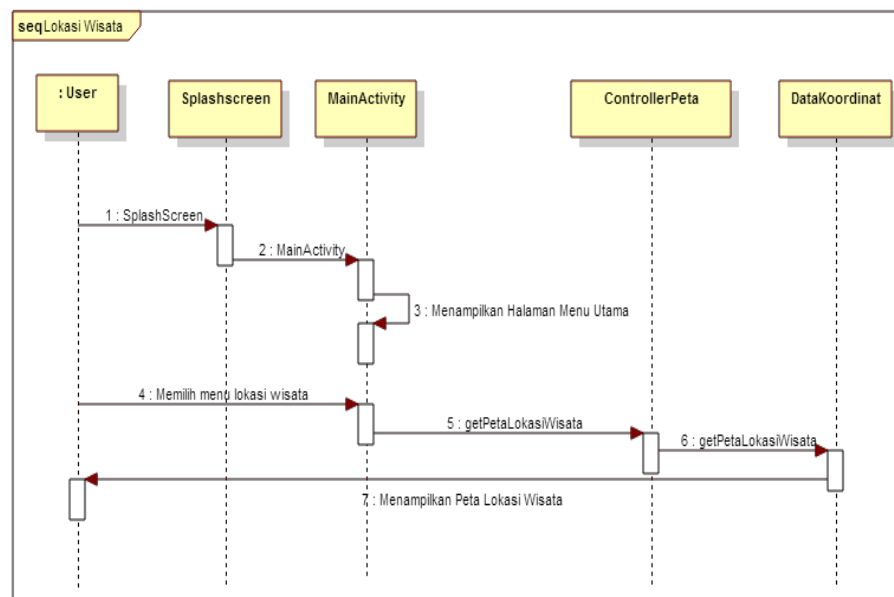 seqLokasi Wisata
: User
Splashscreen
MainActivity
ControllerPeta
DataKoordinat
1 : SplashScreen
2 : MainActivity
3 : Menampilkan Halaman Menu Utama
4 : Memilih menu lokasi wisata
5 : getPetaLokasiWisata
6 : getPetaLokasiWisata
7 : Menampilkan Peta Lokasi Wisata